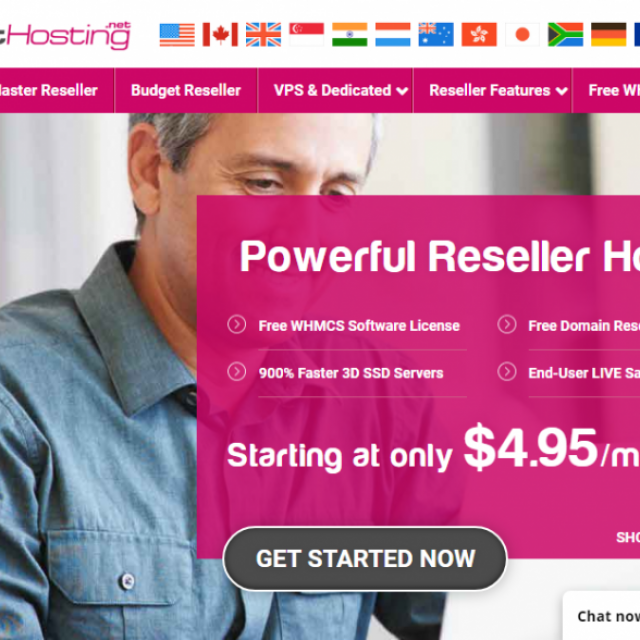 tHosting.net
Master Reseller
Budget Reseller
VPS & Dedicated
Reseller Features
Free WH
Powerful Reseller Ho
Free WHMCS Software License
Free Domain Rese
900% Faster 3D SSD Servers
End-User LIVE Sa
Starting at only $4.95/m
SHO
GET STARTED NOW
Chat now